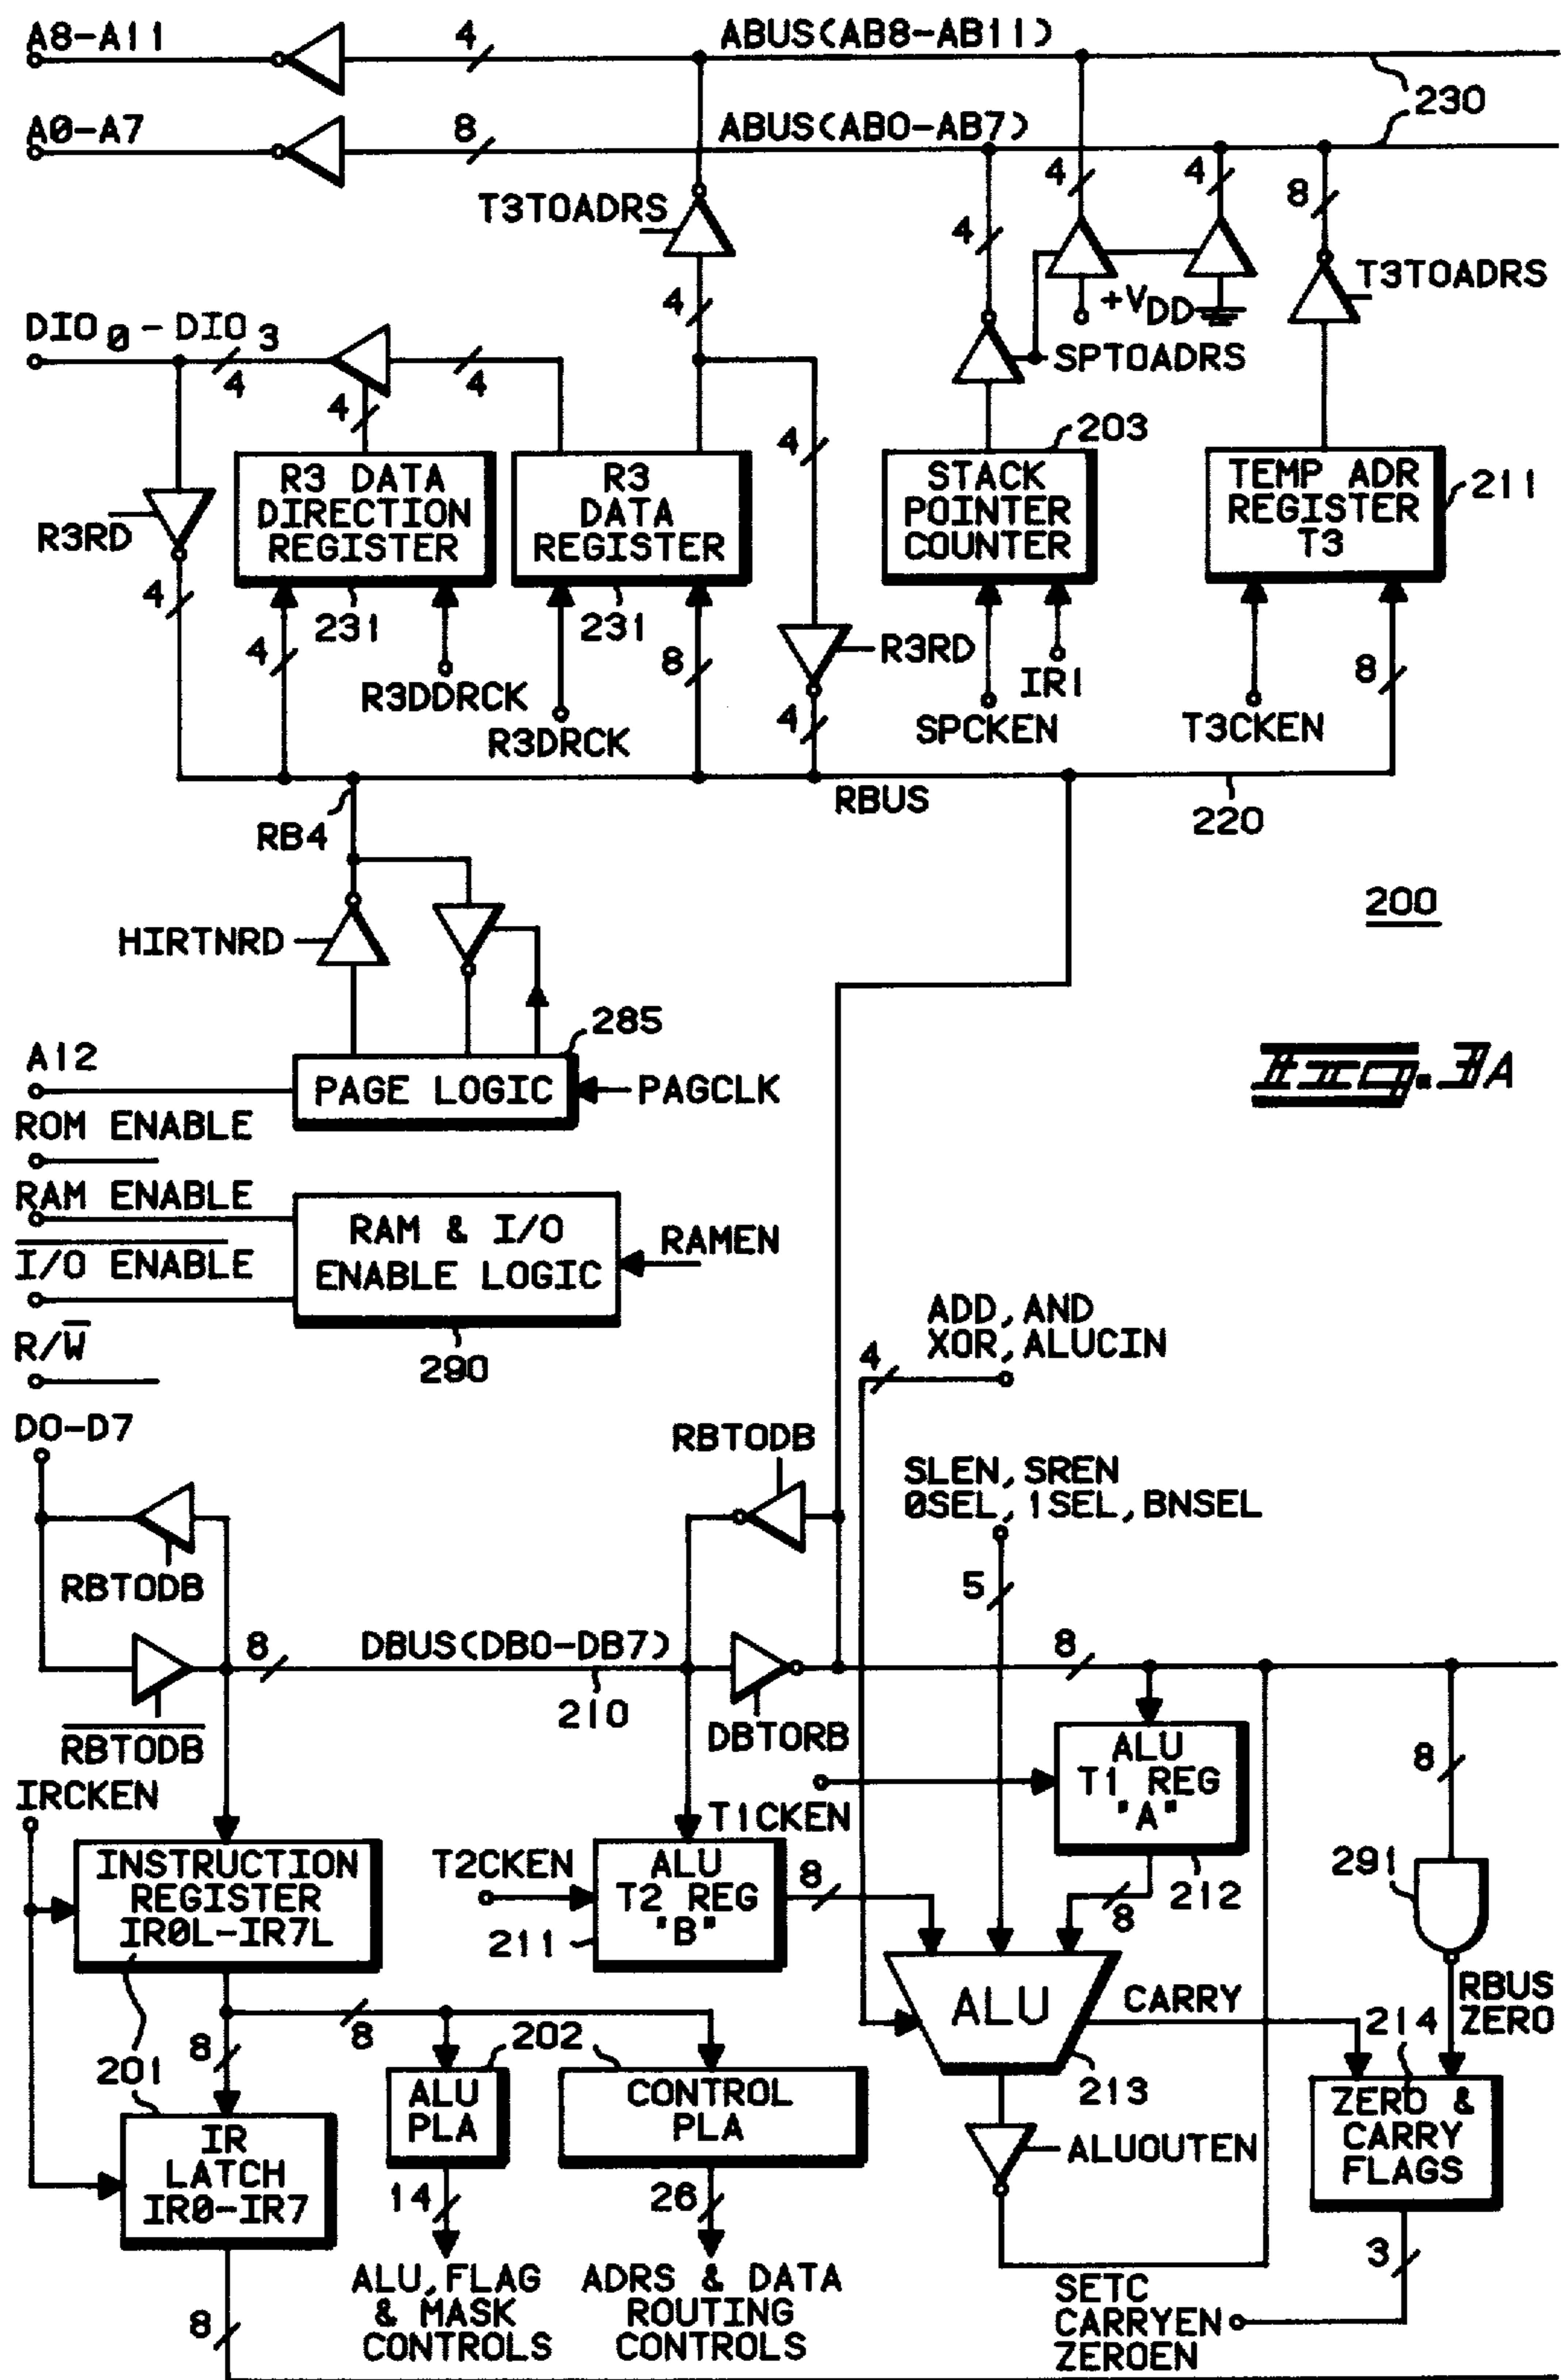 A8-A11
4
ABUS(AB8-AB11)
230
A0-A7
8
ABUS(AB0-AB7)
T3TOADRS
4
4
4
8
4
+VDD
T3TOADRS
SPTOADRS
DIO0 - DIO3
4
4
4
203
R3RD
R3 DATA
DIRECTION
REGISTER
R3
DATA
REGISTER
4
STACK
POINTER
COUNTER
TEMP ADR
REGISTER
T3
211
4
231
231
4
8
R3RD
4
8
R3DDRCK
R3DRCK
IR1
SPCKEN
T3CKEN
RBUS
220
RB4
200
HIRTNRD
285
A12
PAGE LOGIC
PAGCLK
Fig. 3A
ROM ENABLE
RAM ENABLE
I/O ENABLE
RAM & I/O
ENABLE LOGIC
RAMEN
290
R/W
ADD, AND
XOR, ALUCIN
4
D0-D7
RBTODB
SLEN, SREN
0SEL, 1SEL, BNSEL
RBTODB
5
8
DBUS(DB0-DB7)
8
210
RBTODB
DBTORB
ALU
T1 REG
"A"
8
IRCKEN
T1CKEN
212
291
INSTRUCTION
REGISTER
IR0L-IR7L
T2CKEN
211
ALU
T2 REG
"B"
8
8
RBUS
ZERO
ALU
CARRY
214
8
8
202
201
213
ALU
PLA
CONTROL
PLA
ZERO &
CARRY
FLAGS
IR
LATCH
IR0-IR7
ALUOUTEN
14
26
3
ALU, FLAG
& MASK
CONTROLS
ADRS & DATA
ROUTING
CONTROLS
8
SETC
CARRYEN
ZEROEN